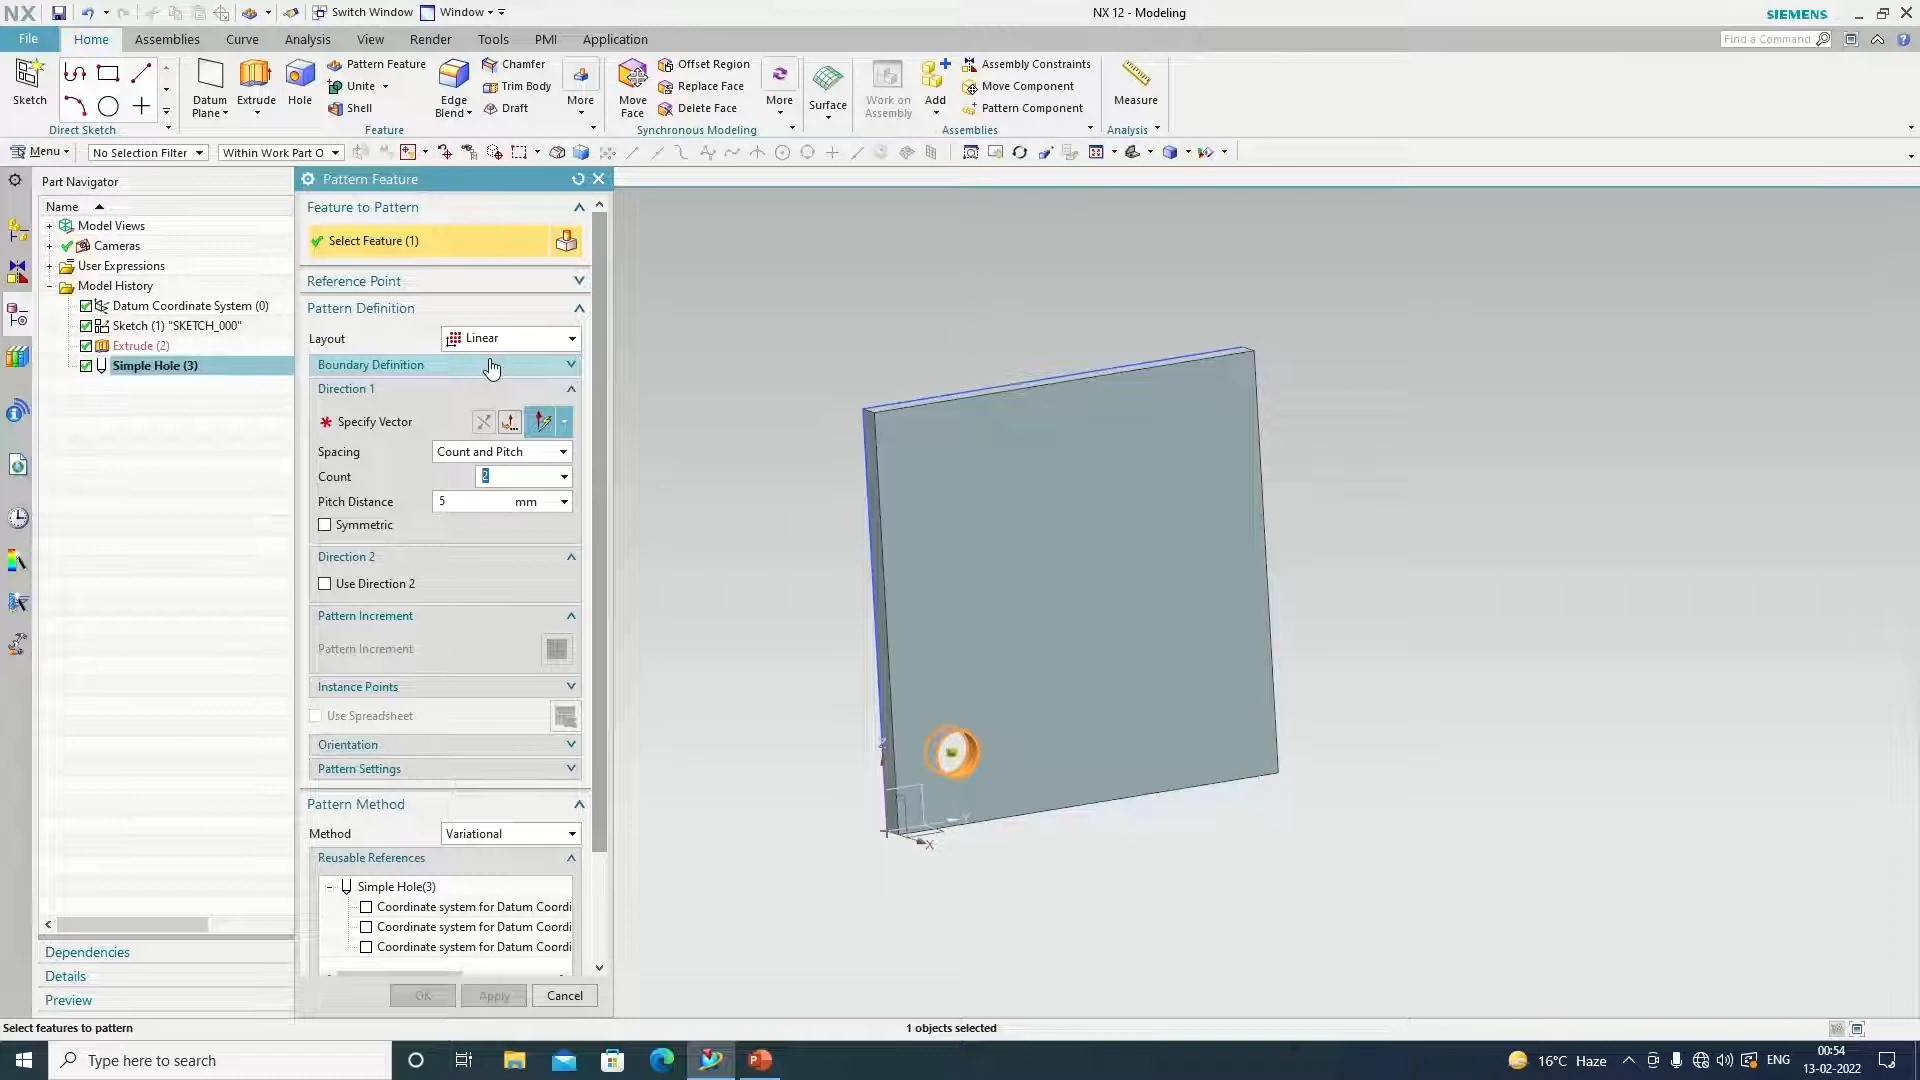 NX
Switch Window
Window
NX 12 - Modeling
SIEMENS
File
Home
Assemblies
Curve
Analysis
View
Render
Tools
PMI
Application
Find a Command
Sketch
Direct Sketch
Datum
Plane
Extrude
Hole
Pattern Feature
Unite
Shell
Edge
Blend
Chamfer
Trim Body
Draft
More
Feature
Move
Face
Offset Region
Replace Face
Delete Face
More
Synchronous Modeling
Surface
Work on
Assembly
Add
Assembly Constraints
Move Component
Pattern Component
Assemblies
Measure
Analysis
Menu
No Selection Filter
Within Work Part O
Part Navigator
Name
Model Views
Cameras
User Expressions
Model History
Datum Coordinate System (0)
Sketch (1) "SKETCH_000"
Extrude (2)
Simple Hole (3)
Dependencies
Details
Preview
Pattern Feature
Feature to Pattern
Select Feature (1)
Reference Point
Pattern Definition
Layout
Linear
Boundary Definition
Direction 1
Specify Vector
Spacing
Count and Pitch
Count
2
Pitch Distance
5 mm
Symmetric
Direction 2
Use Direction 2
Pattern Increment
Pattern Increment
Instance Points
Use Spreadsheet
Orientation
Pattern Settings
Pattern Method
Method
Variational
Reusable References
Simple Hole(3)
Coordinate system for Datum Coordi
Coordinate system for Datum Coordi
Coordinate system for Datum Coordi
OK
Apply
Cancel
X
Select features to pattern
1 objects selected
Type here to search
16°C Haze
ENG
00:54
13-02-2022